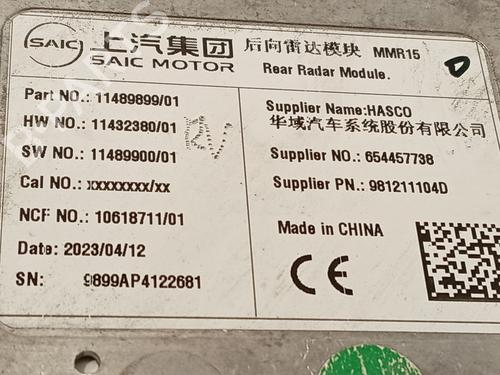 SAIC 上汽集团 后向雷达模块 MMR15
SAIC MOTOR Rear Radar Module.
Part NO.: 11489899/01
HW NO.: 11432380/01
SW NO.: 11489900/01
Cal NO.: xxxxxxxx/xx
NCF NO.: 10618711/01
Date: 2023/04/12
SN: 9899AP4122681
Supplier Name:HASCO
华域汽车系统股份有限公司
Supplier NO.: 654457738
Supplier PN.: 981211104D
Made in CHINA
CE
12V